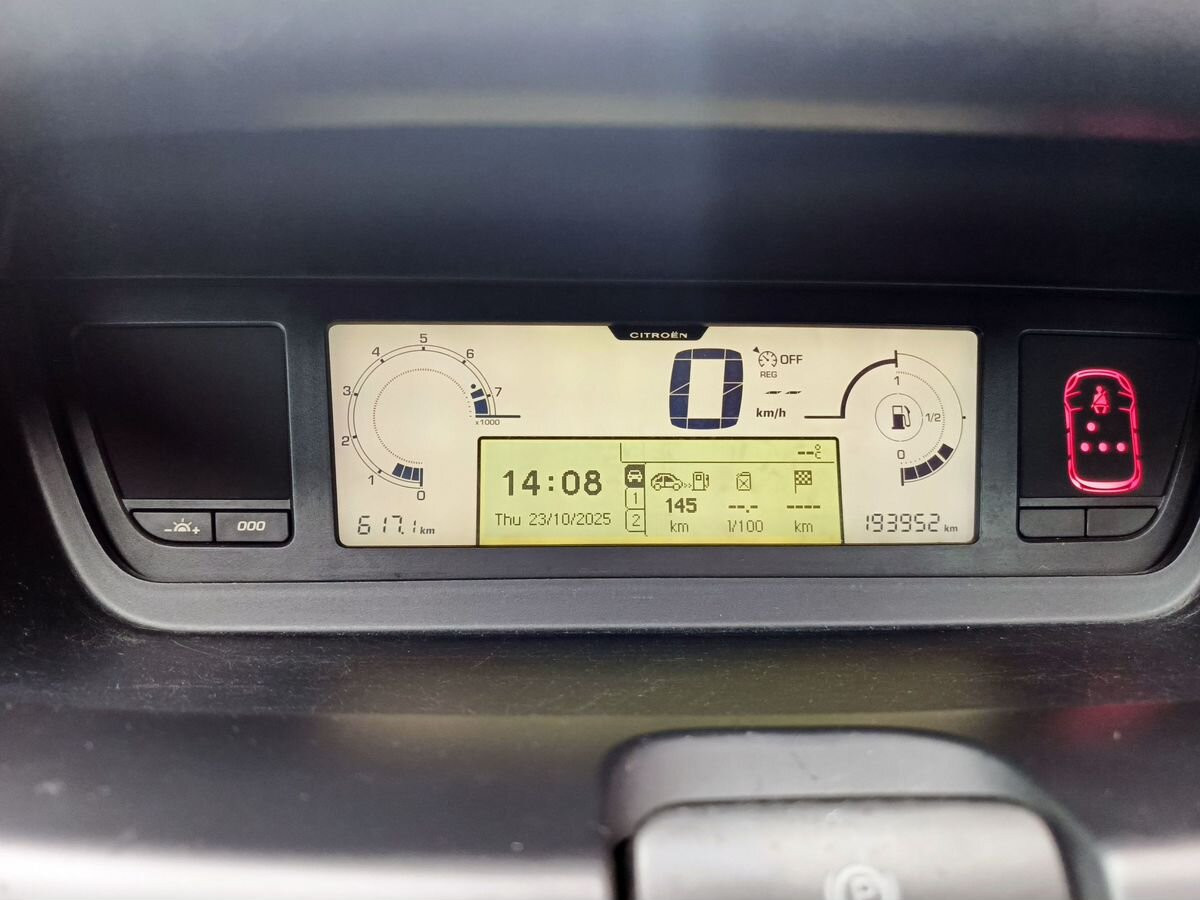 CITROËN
5
4
6
3
7
x1000
2
1
0
617.1 km
0
OFF
REG
-- --
km/h
1
1/2
0
--°C
14:08
Thu 23/10/2025
1
2
145
km
--.-
l/100
----
km
193952 km
- +
000